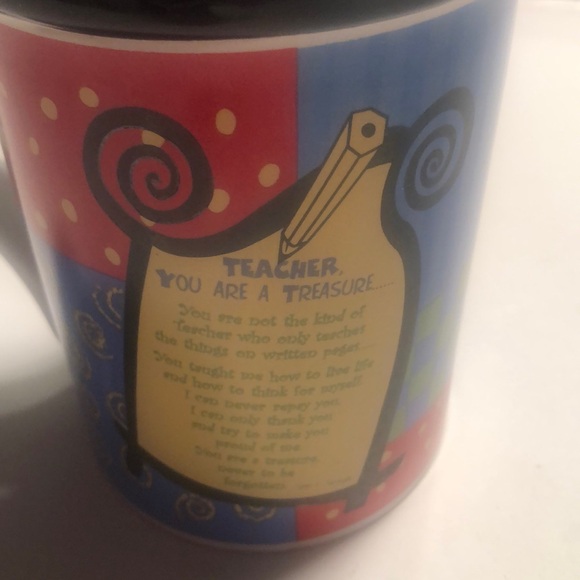 TEACHER,
YOU ARE A TREASURE.....
You are not the kind of
Teacher who only teaches
the things on written pages...
You taught me how to live life
and how to think for myself
I can never repay you,
I can only thank you
and try to make you
proud of me
You are a treasure
never to be
forgotten